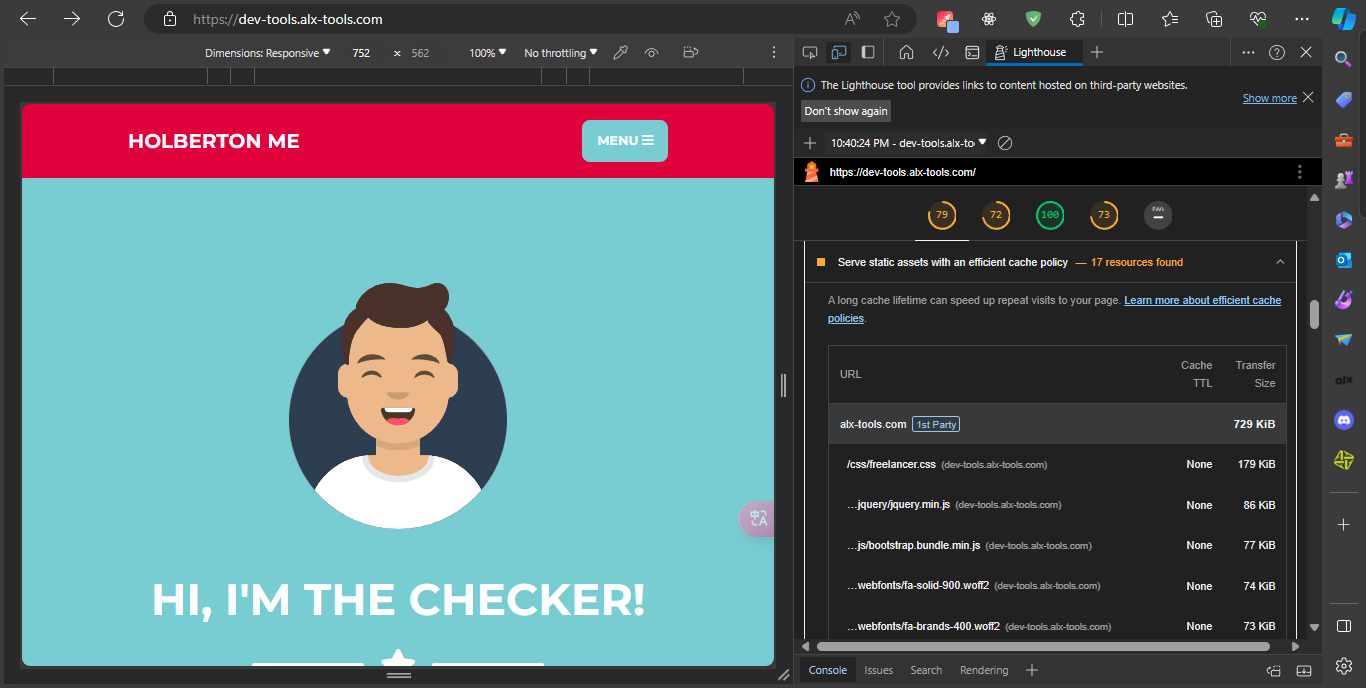 https://dev-tools.alx-tools.com
Dimensions: Responsive ▼ 752 × 562 100% ▼ No throttling ▼
Lighthouse
The Lighthouse tool provides links to content hosted on third-party websites.
Show more
Don't show again
10:40:24 PM - dev-tools.alx-to ▼
https://dev-tools.alx-tools.com/
79 72 100 73 PWA
Serve static assets with an efficient cache policy — 17 resources found
A long cache lifetime can speed up repeat visits to your page. Learn more about efficient cache
policies.
URL Cache TTL Transfer Size
alx-tools.com 1st Party 729 KiB
/css/freelancer.css (dev-tools.alx-tools.com) None 179 KiB
…jquery/jquery.min.js (dev-tools.alx-tools.com) None 86 KiB
…js/bootstrap.bundle.min.js (dev-tools.alx-tools.com) None 77 KiB
…webfonts/fa-solid-900.woff2 (dev-tools.alx-tools.com) None 74 KiB
…webfonts/fa-brands-400.woff2 (dev-tools.alx-tools.com) None 73 KiB
Console Issues Search Rendering
HOLBERTON ME
MENU
中A
HI, I'M THE CHECKER!
alx